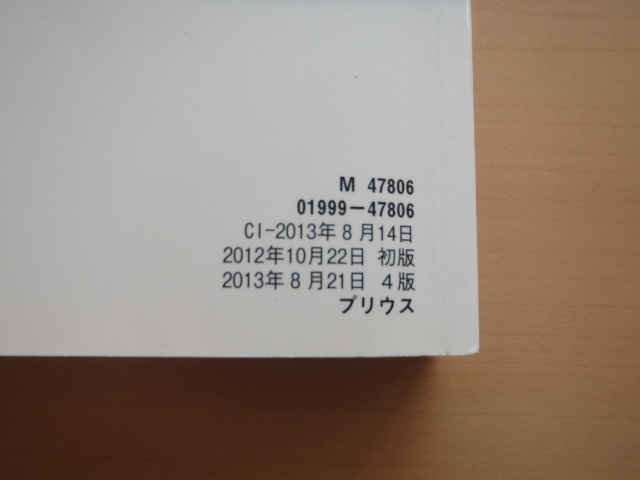 M 47806
01999-47806
CI-2013年8月14日
2012年10月22日 初版
2013年8月21日 4版
プリウス